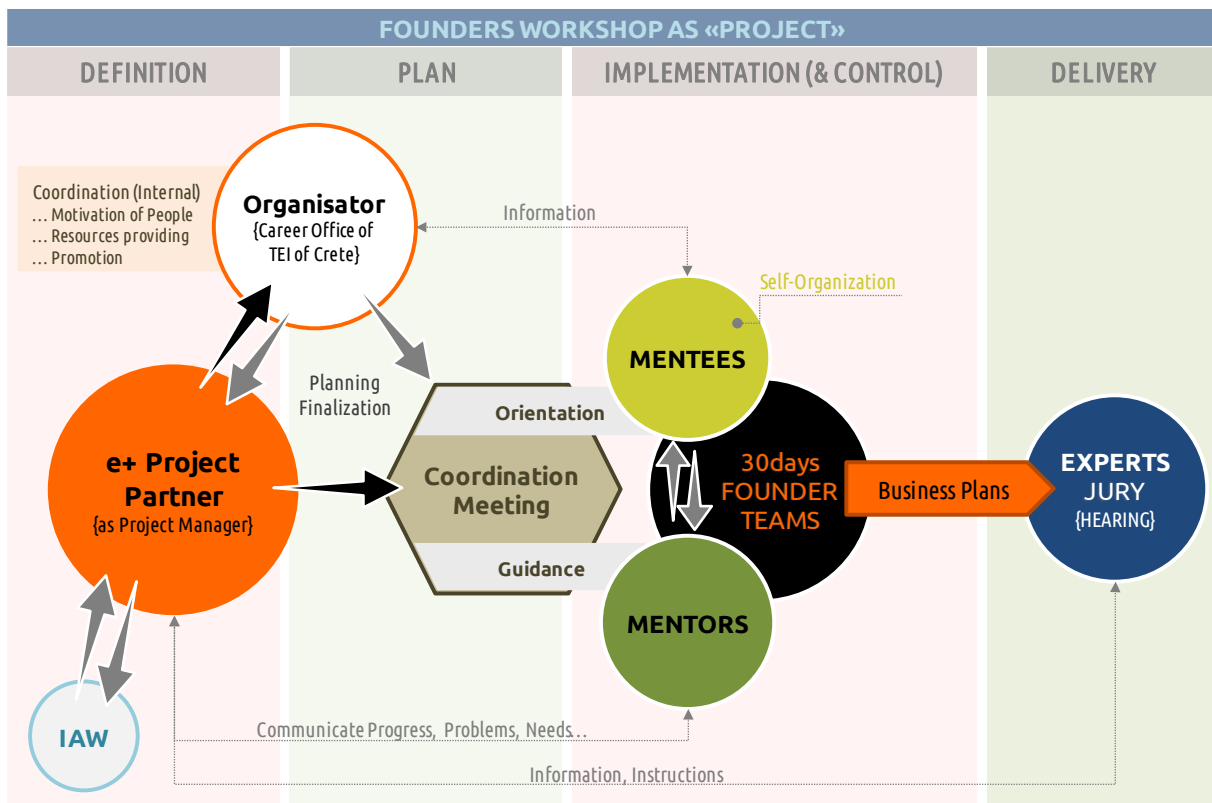 FOUNDERS WORKSHOP AS «PROJECT»
DEFINITION
PLAN
IMPLEMENTATION (& CONTROL)
DELIVERY
Coordination (Internal)
... Motivation of People
... Resources providing
... Promotion
Organisator
{Career Office of
TEI of Crete}
Information
Self-Organization
MENTEES
Planning
Finalization
Orientation
Coordination
Meeting
Guidance
e+ Project
Partner
{as Project Manager}
30days
FOUNDER
TEAMS
Business Plans
EXPERTS
JURY
{HEARING}
MENTORS
IAW
Communicate Progress, Problems, Needs...
Information, Instructions